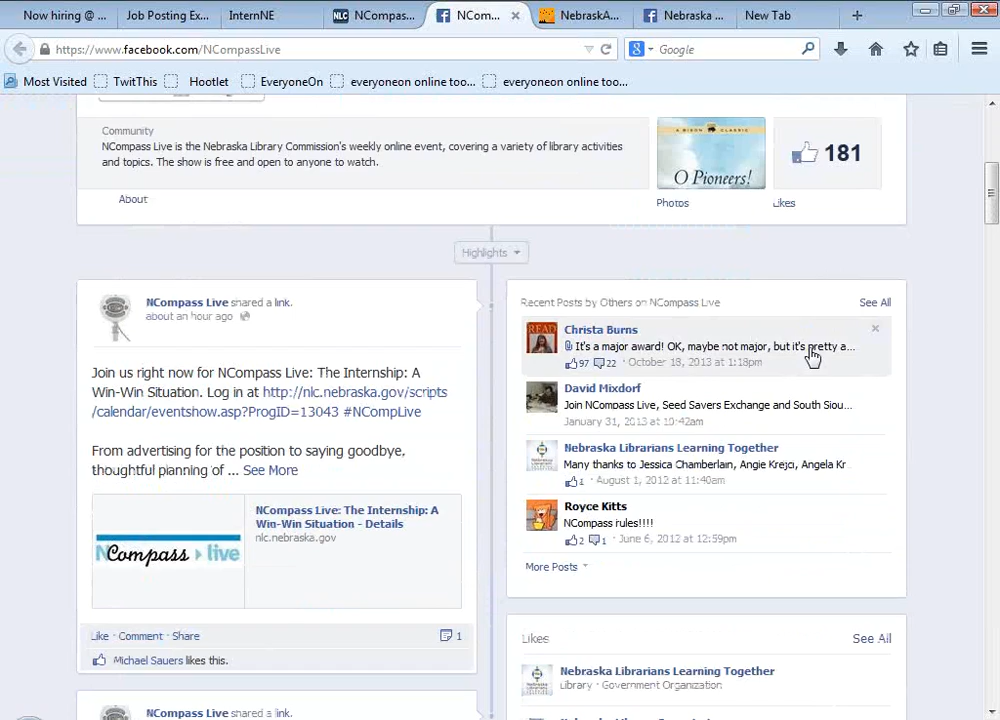 Now hiring @ ...
Job Posting Ex...
InternNE
NLC NCompas...
NCom...
NebraskA...
Nebraska ...
New Tab
https://www.facebook.com/NCompassLive
Google
Most Visited
TwitThis
Hootlet
EveryoneOn
everyoneon online too...
everyoneon online too...
Community
NCompass Live is the Nebraska Library Commission's weekly online event, covering a variety of library activities
and topics. The show is free and open to anyone to watch.
About
O Pioneers!
Photos
181
Likes
Highlights
NCompass Live shared a link.
about an hour ago
Join us right now for NCompass Live: The Internship: A
Win-Win Situation. Log in at http://nlc.nebraska.gov/scripts
/calendar/eventshow.asp?ProgID=13043 #NCompLive
From advertising for the position to saying goodbye,
thoughtful planning of ... See More
NCompass live
NCompass Live: The Internship: A
Win-Win Situation - Details
nlc.nebraska.gov
Like · Comment · Share
1
Michael Sauers likes this.
NCompass Live shared a link.
Recent Posts by Others on NCompass Live
See All
READ
Christa Burns
It's a major award! OK, maybe not major, but it's pretty a...
97 22 · October 18, 2013 at 1:18pm
David Mixdorf
Join NCompass Live, Seed Savers Exchange and South Siou...
January 31, 2013 at 10:42am
Nebraska Librarians Learning Together
Many thanks to Jessica Chamberlain, Angie Krejci, Angela Kr
1 · August 1, 2012 at 11:40am
Royce Kitts
NCompass rules!!!!
2 1 · June 6, 2012 at 12:59pm
More Posts
Likes
See All
Nebraska Librarians Learning Together
Library · Government Organization